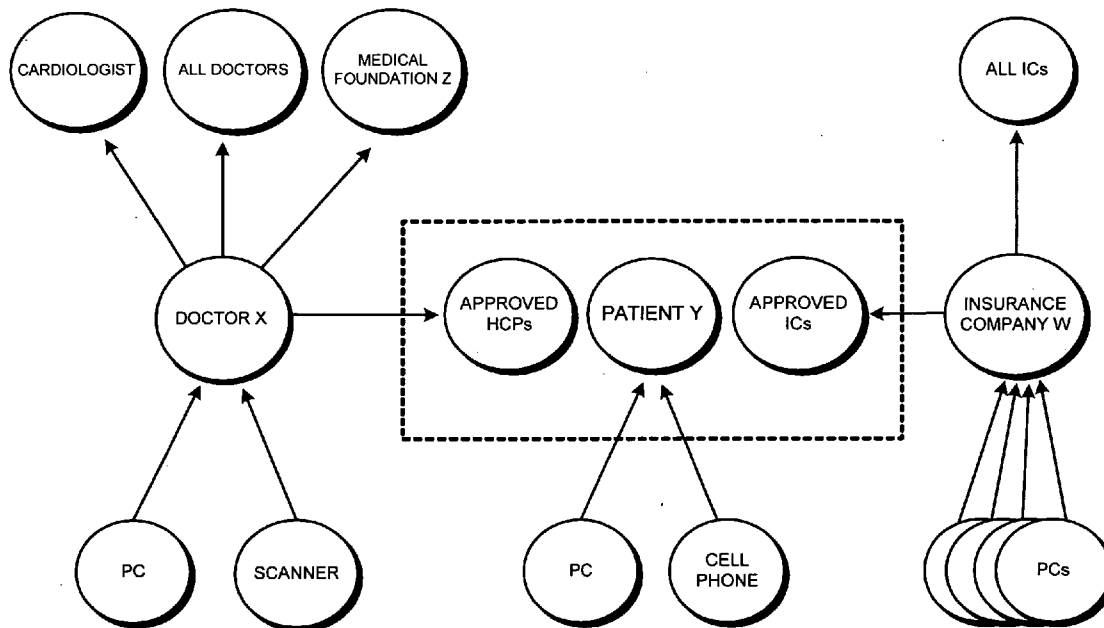 CARDIOLOGIST
ALL DOCTORS
MEDICAL
FOUNDATION Z
ALL ICs
DOCTOR X
APPROVED
HCPs
PATIENT Y
APPROVED
ICs
INSURANCE
COMPANY W
PC
SCANNER
PC
CELL
PHONE
PCs